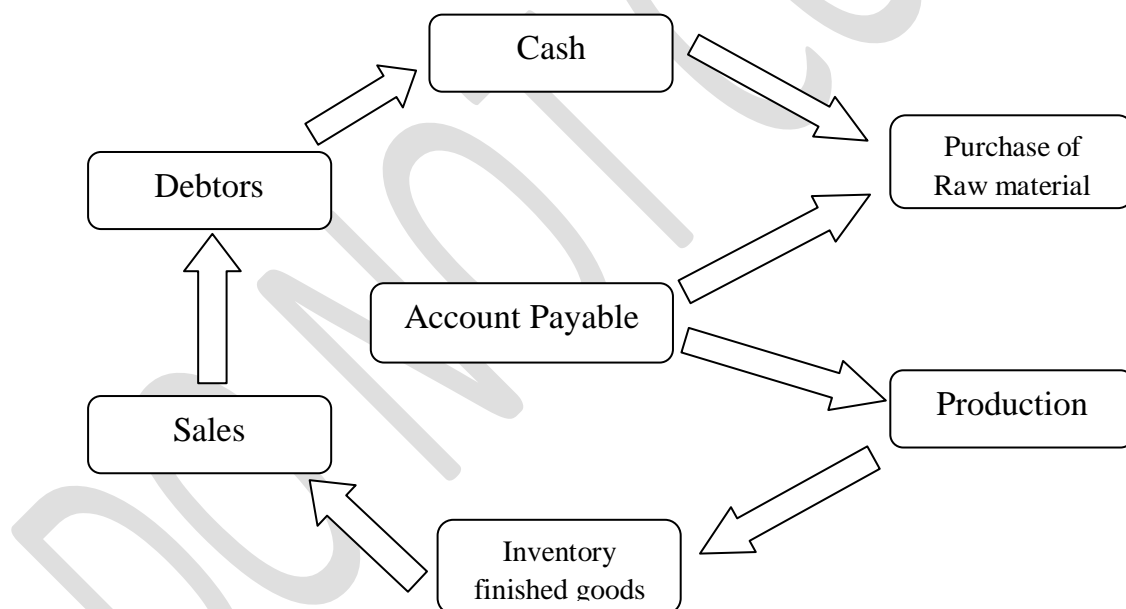 Cash
Purchase of
Raw material
Debtors
Account Payable
Production
Sales
Inventory
finished goods